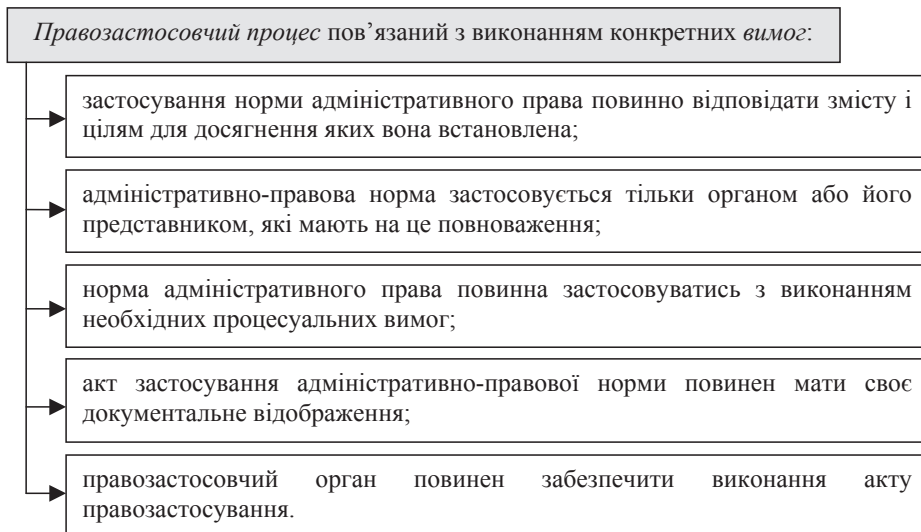 Правозастосовчий процес пов’язаний з виконанням конкретних вимог:
застосування норми адміністративного права повинно відповідати змісту і
цілям для досягнення яких вона встановлена;
адміністративно-правова норма застосовується тільки органом або його
представником, які мають на це повноваження;
норма адміністративного права повинна застосовуватись з виконанням
необхідних процесуальних вимог;
акт застосування адміністративно-правової норми повинен мати своє
документальне відображення;
правозастосовчий орган повинен забезпечити виконання акту
правозастосування.